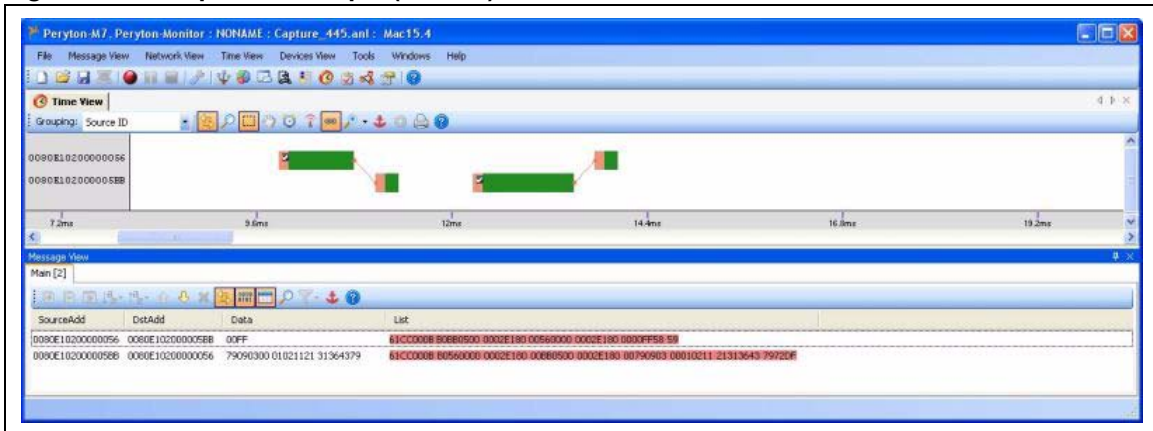 Peryton-M7, Peryton-Monitor : NONAME : Capture_445.anl : Mac15.4
File Message View Network View Time View Devices View Tools Windows Help
Time View
Grouping: Source ID
0080E10200000056
0080E102000005BB
7.2ms 9.6ms 12ms 14.4ms 16.8ms 19.2ms
Message View
Main [2]
SourceAdd DstAdd Data List
0080E10200000056 0080E102000005BB 00FF 61CC000B B0BB0500 0002E180 00560000 0002E180 0000FF58 59
0080E102000005BB 0080E10200000056 79090300 01021121 31364379 61CC000B B0560000 0002E180 00BB0500 0002E180 00790903 00010211 21313643 7972DF